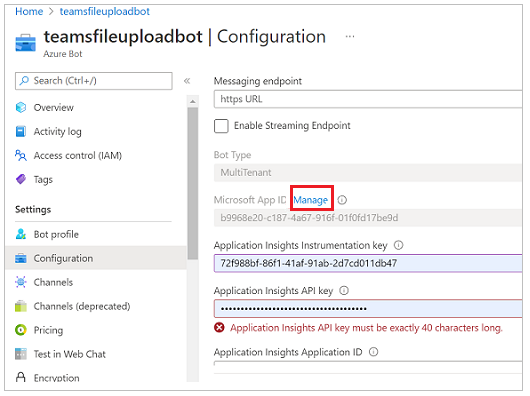 Home > teamsfileuploadbot
teamsfileuploadbot | Configuration ...
Azure Bot
Search (Ctrl+/)
«
Overview
Activity log
Access control (IAM)
Tags
Settings
Bot profile
Configuration
Channels
Channels (deprecated)
Pricing
Test in Web Chat
Encryption
Messaging endpoint
https URL
Enable Streaming Endpoint
Bot Type
MultiTenant
Microsoft App ID Manage
b9968e20-c187-4a67-916f-01f0fd17be9d
Application Insights Instrumentation key
72f988bf-86f1-41af-91ab-2d7cd011db47
Application Insights API key
••••••••••••••••••••••••••••••••••••
Application Insights API key must be exactly 40 characters long.
Application Insights Application ID